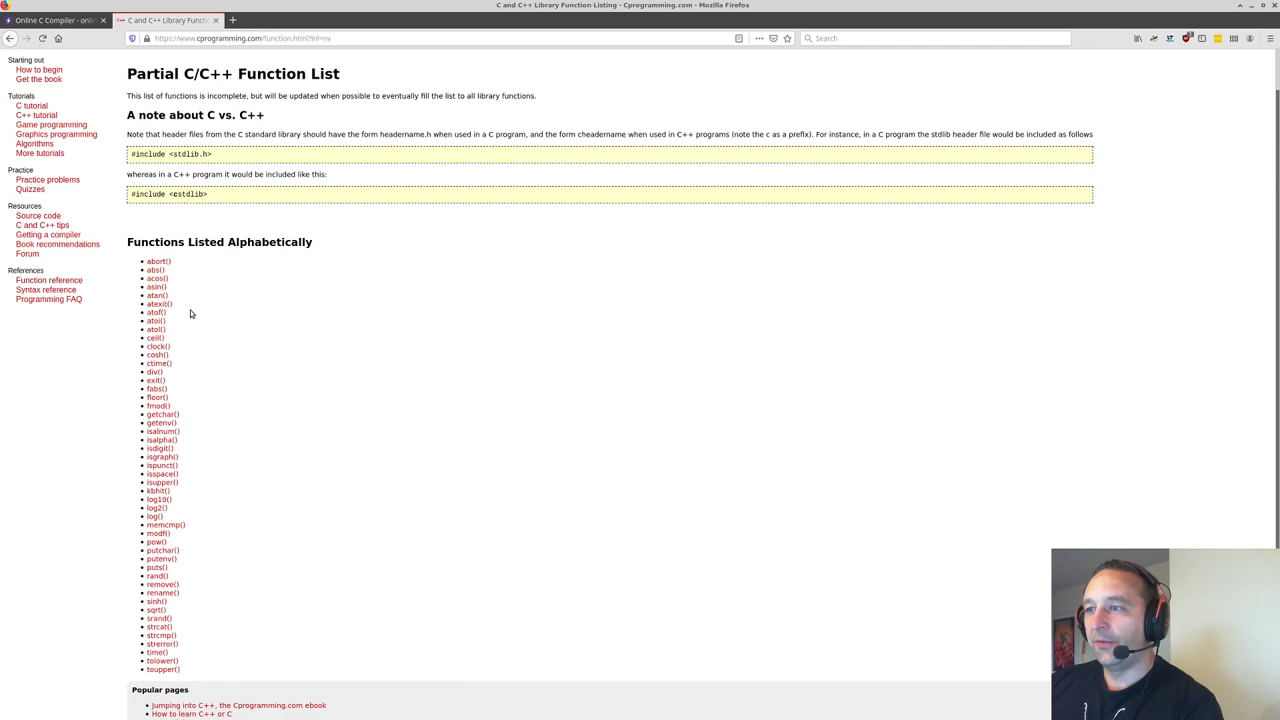 C and C++ Library Function Listing - Cprogramming.com - Mozilla Firefox
Online C Compiler - onlin
C and C++ Library Functi
https://www.cprogramming.com/function.html?inl=nv
Search
Starting out
How to begin
Get the book
Tutorials
C tutorial
C++ tutorial
Game programming
Graphics programming
Algorithms
More tutorials
Practice
Practice problems
Quizzes
Resources
Source code
C and C++ tips
Getting a compiler
Book recommendations
Forum
References
Function reference
Syntax reference
Programming FAQ
Partial C/C++ Function List
This list of functions is incomplete, but will be updated when possible to eventually fill the list to all library functions.
A note about C vs. C++
Note that header files from the C standard library should have the form headername.h when used in a C program, and the form cheadername when used in C++ programs (note the c as a prefix). For instance, in a C program the stdlib header file would be included as follows
#include <stdlib.h>
whereas in a C++ program it would be included like this:
#include <cstdlib>
Functions Listed Alphabetically
abort()
abs()
acos()
asin()
atan()
atexit()
atof()
atoi()
atol()
ceil()
clock()
cosh()
ctime()
div()
exit()
fabs()
floor()
fmod()
getchar()
getenv()
isalnum()
isalpha()
isdigit()
isgraph()
ispunct()
isspace()
isupper()
kbhit()
log10()
log2()
log()
memcmp()
modf()
pow()
putchar()
putenv()
puts()
rand()
remove()
rename()
sinh()
sqrt()
srand()
strcat()
strcmp()
strerror()
time()
tolower()
toupper()
Popular pages
Jumping into C++, the Cprogramming.com ebook
How to learn C++ or C